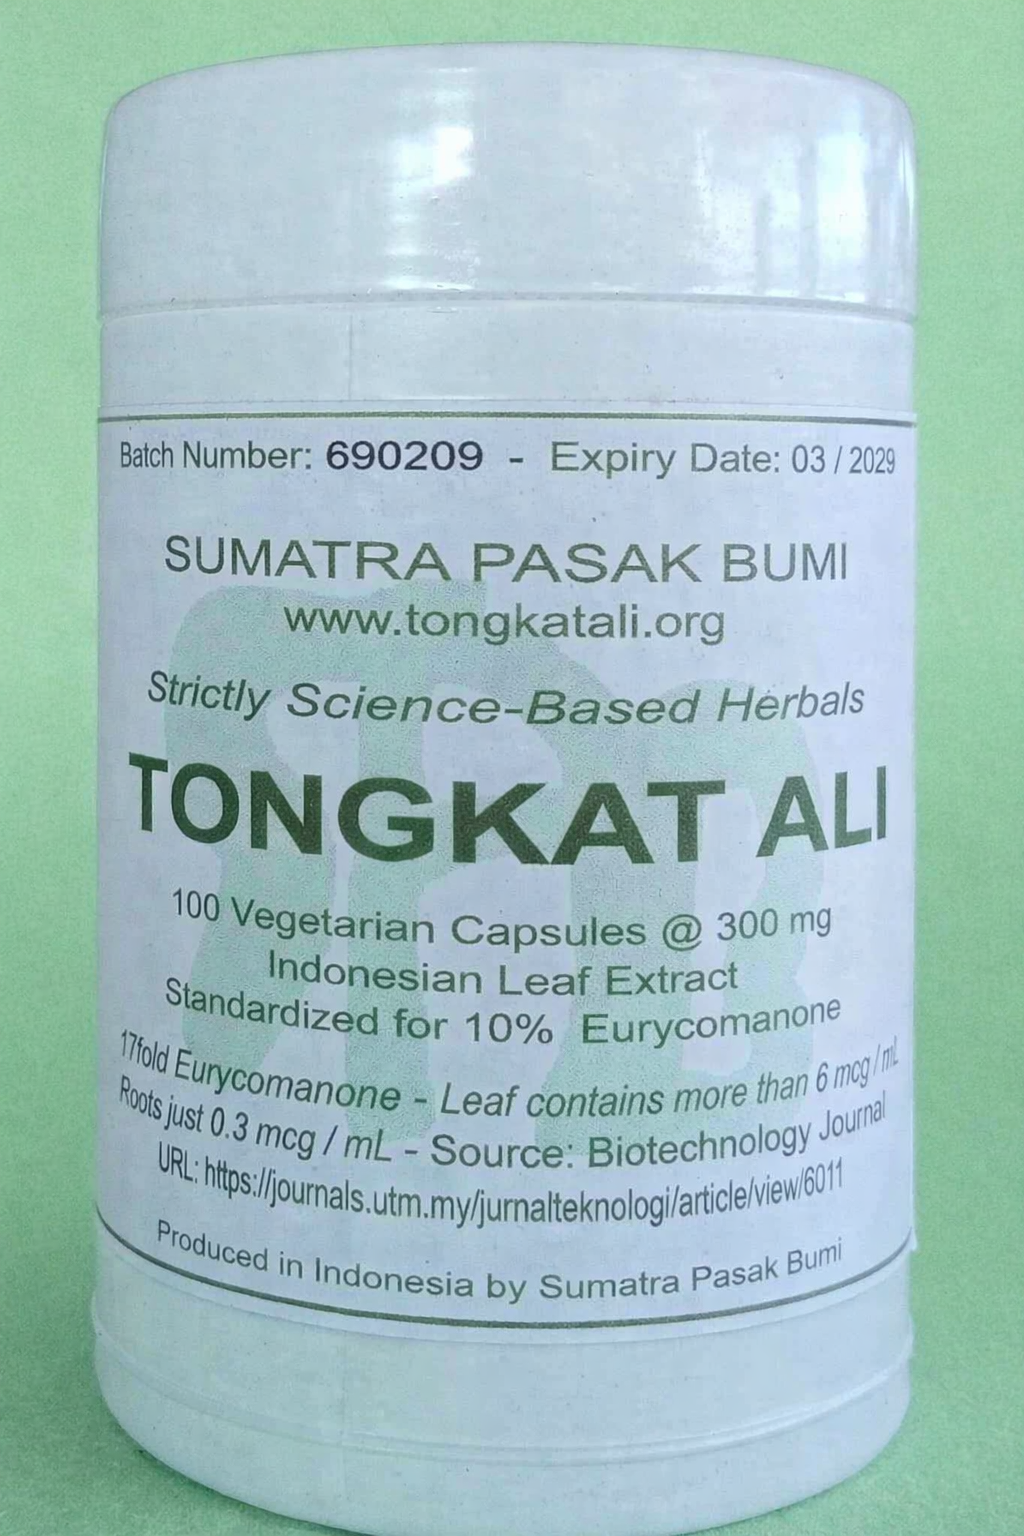 Batch Number: 690209 - Expiry Date: 03 / 2029
SUMATRA PASAK BUMI
www.tongkatali.org
Strictly Science-Based Herbals
TONGKAT ALI
100 Vegetarian Capsules @ 300 mg
Indonesian Leaf Extract
Standardized for 10% Eurycomanone
17fold Eurycomanone - Leaf contains more than 6 mcg / mL
Roots just 0.3 mcg / mL - Source: Biotechnology Journal
URL: https://journals.utm.my/jurnalteknologi/article/view/6011
Produced in Indonesia by Sumatra Pasak Bumi